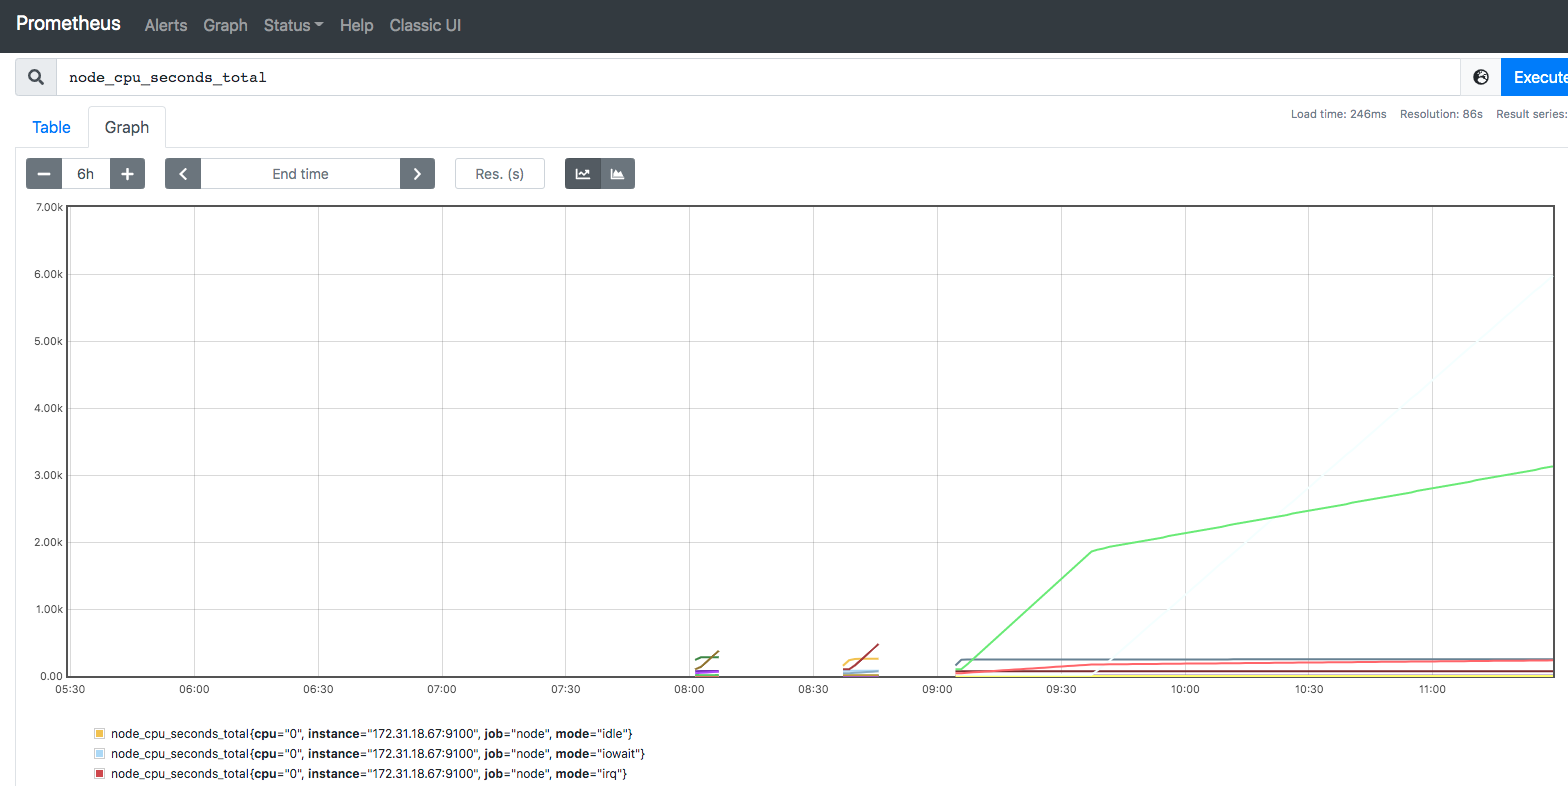 Prometheus Alerts Graph Status Help Classic UI
node_cpu_seconds_total Execute
Load time: 246ms Resolution: 86s Result series:
Table Graph
6h End time Res. (s)
7.00k
6.00k
5.00k
4.00k
3.00k
2.00k
1.00k
0.00
05:30 06:00 06:30 07:00 07:30 08:00 08:30 09:00 09:30 10:00 10:30 11:00
node_cpu_seconds_total{cpu="0", instance="172.31.18.67:9100", job="node", mode="idle"}
node_cpu_seconds_total{cpu="0", instance="172.31.18.67:9100", job="node", mode="iowait"}
node_cpu_seconds_total{cpu="0", instance="172.31.18.67:9100", job="node", mode="irq"}